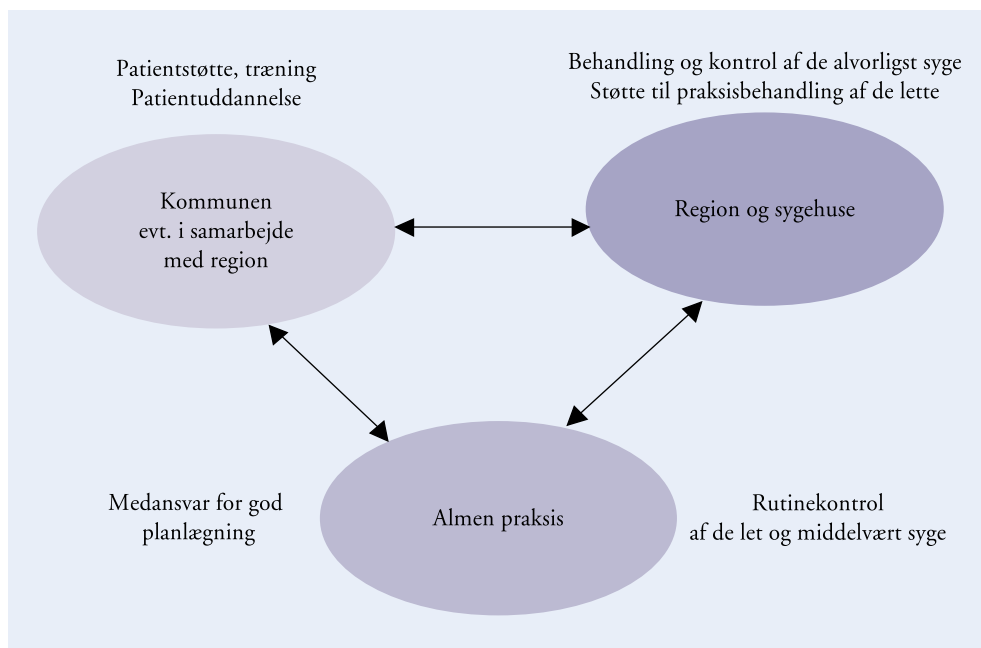 Patientstøtte, træning
Patientuddannelse
Behandling og kontrol af de alvorligst syge
Støtte til praksisbehandling af de lette
Kommunen
evt. i samarbejde
med region
Region og sygehuse
Medansvar for god
planlægning
Almen praksis
Rutinekontrol
af de let og middelvært syge